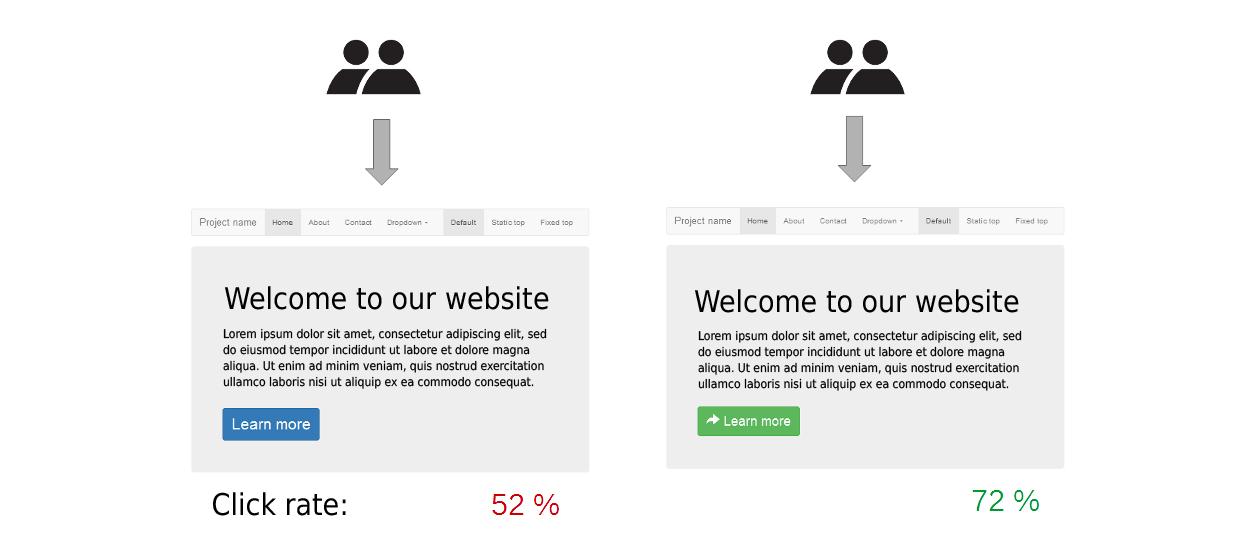 Project name Home About Contact Dropdown Default Static top Fixed top
Welcome to our website
Lorem ipsum dolor sit amet, consectetur adipiscing elit, sed
do eiusmod tempor incididunt ut labore et dolore magna
aliqua. Ut enim ad minim veniam, quis nostrud exercitation
ullamco laboris nisi ut aliquip ex ea commodo consequat.
Learn more
Click rate: 52 %
Project name Home About Contact Dropdown Default Static top Fixed top
Welcome to our website
Lorem ipsum dolor sit amet, consectetur adipiscing elit, sed
do eiusmod tempor incididunt ut labore et dolore magna
aliqua. Ut enim ad minim veniam, quis nostrud exercitation
ullamco laboris nisi ut aliquip ex ea commodo consequat.
Learn more
72 %